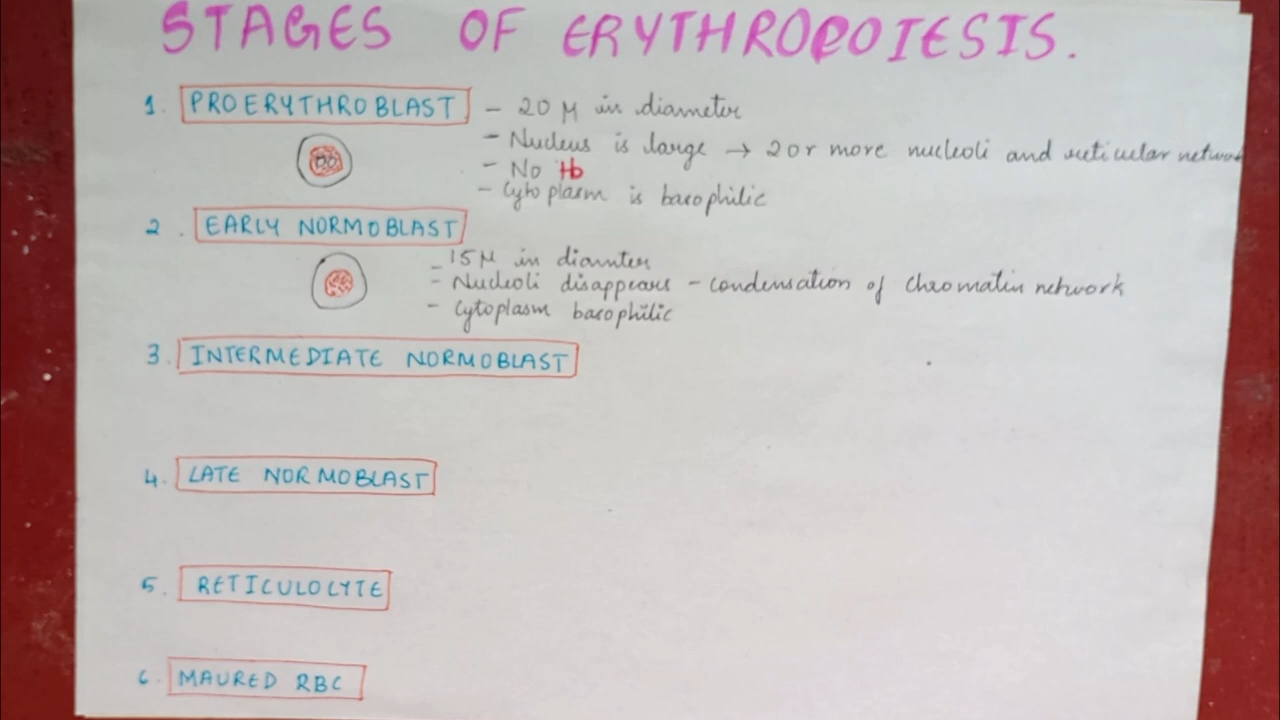 STAGES OF ERYTHROPOIESIS.
1. PROERYTHROBLAST - 20 μ in diameter
- Nucleus is large → 2 or more nucleoli and reticular network
- No Hb
- Cytoplasm is basophilic
2. EARLY NORMOBLAST
- 15 μ in diamter
= Nucleoli disappears - condensation of chromatin network
- Cytoplasm basophilic
3. INTERMEDIATE NORMOBLAST
4. LATE NORMOBLAST
5. RETICULOCYTE
6. MAURED RBC